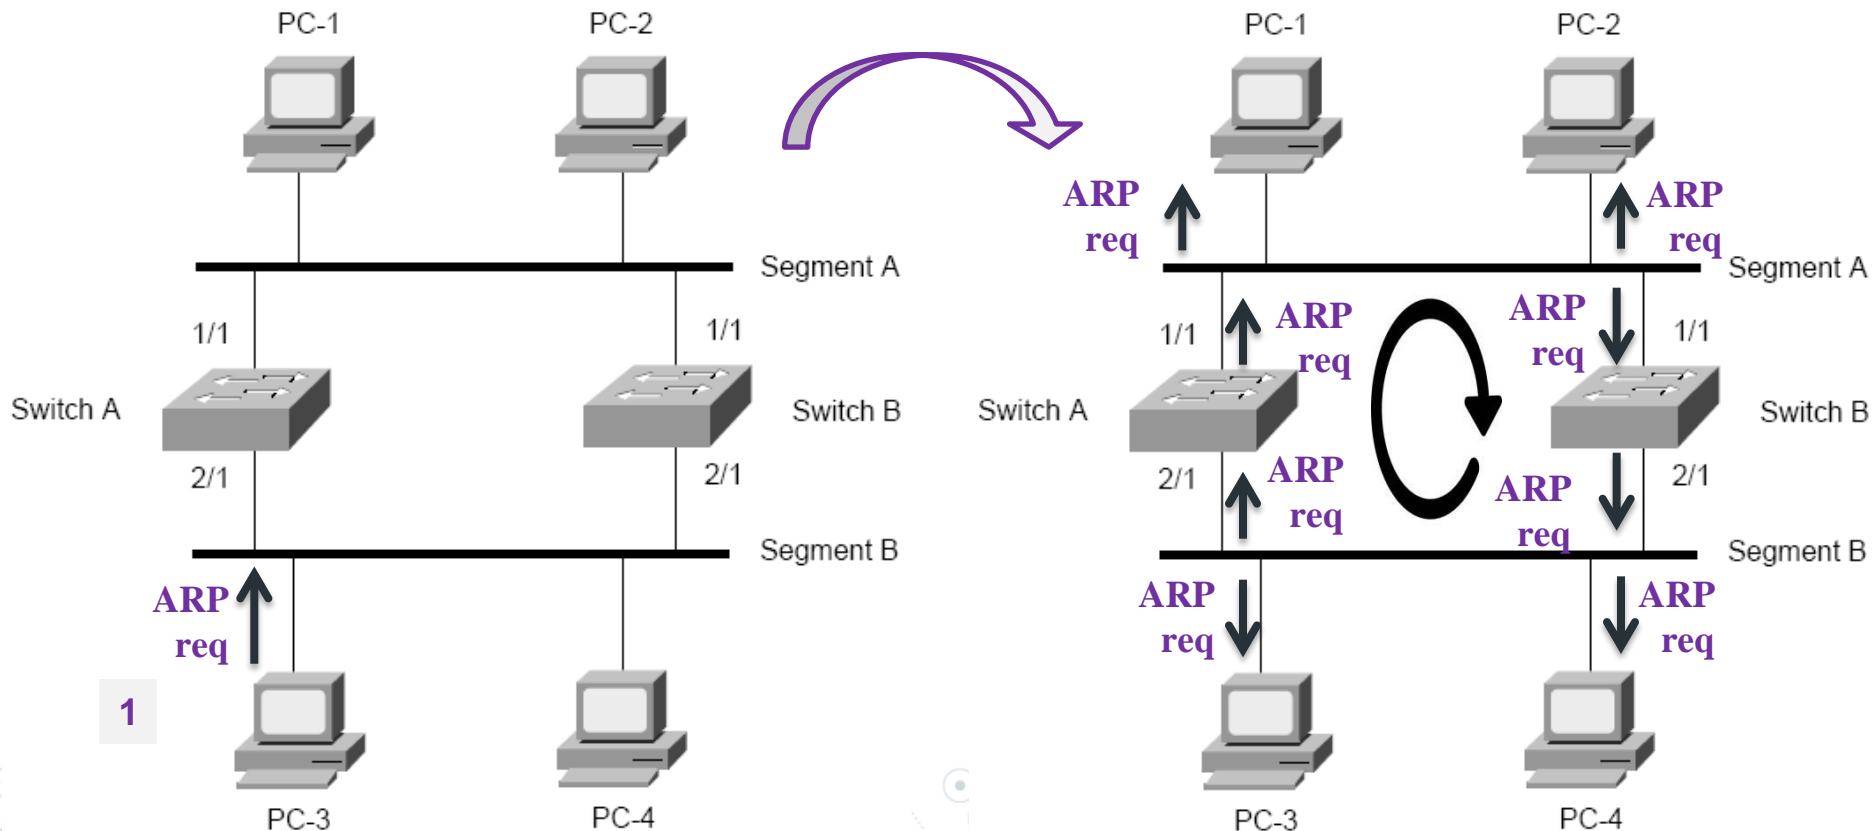 PC-1
PC-2
Segment A
1/1
1/1
Switch A
Switch B
2/1
2/1
Segment B
ARP
req
1
PC-3
PC-4
PC-1
PC-2
ARP
req
ARP
req
Segment A
1/1
ARP
req
ARP
req
1/1
Switch A
Switch B
2/1
ARP
req
ARP
req
2/1
Segment B
ARP
req
ARP
req
PC-3
PC-4